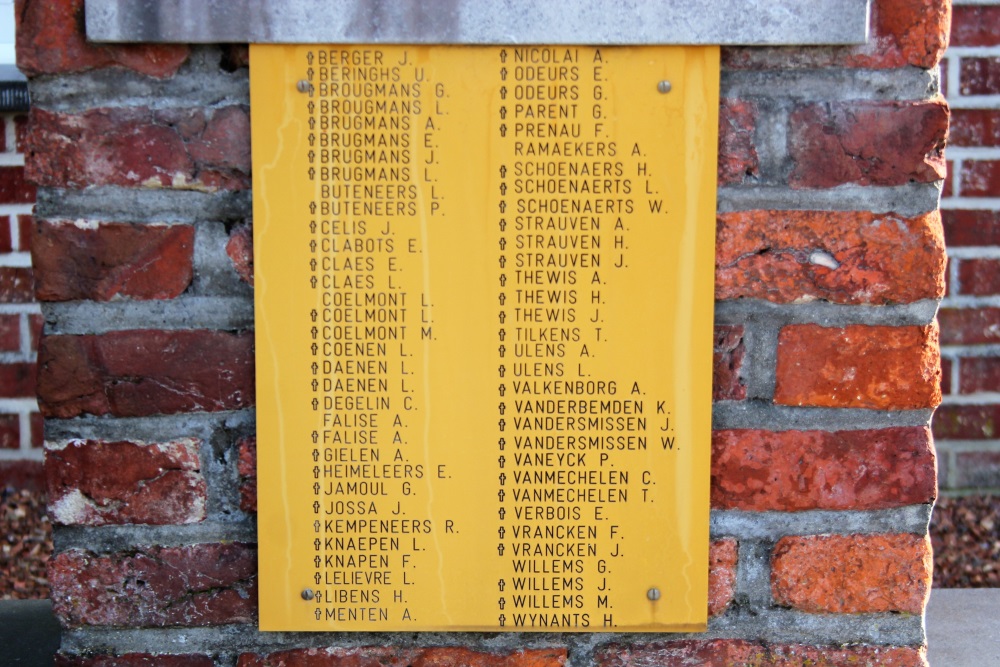 ✞BERGER J.
✞BERINGHS U.
✞BROUGMANS G.
✞BROUGMANS L.
✞BRUGMANS A.
✞BRUGMANS E.
✞BRUGMANS J.
✞BRUGMANS L.
BUTENEERS L.
✞BUTENEERS P.
✞CELIS J.
✞CLABOTS E.
✞CLAES E.
✞CLAES L.
COELMONT L.
✞COELMONT L.
✞COELMONT M.
✞COENEN L.
✞DAENEN L.
✞DAENEN L.
✞DEGELIN C.
FALISE A.
✞FALISE A.
✞GIELEN A.
✞HEIMELEERS E.
✞JAMOUL G.
✞JOSSA J.
✞KEMPENEERS R.
✞KNAEPEN L.
✞KNAPEN F.
✞LELIEVRE L.
✞LIBENS H.
✞MENTEN A.
✞NICOLAI A.
✞ODEURS E.
✞ODEURS G.
✞PARENT G.
✞PRENAU F.
RAMAEKERS A.
✞SCHOENAERS H.
✞SCHOENAERTS L.
✞SCHOENAERTS W.
✞STRAUVEN A.
✞STRAUVEN H.
✞STRAUVEN J.
✞THEWIS A.
✞THEWIS H.
✞THEWIS J.
✞TILKENS T.
✞ULENS A.
✞ULENS L.
✞VALKENBORG A.
✞VANDERBEMDEN K.
✞VANDERSMISSEN J.
✞VANDERSMISSEN W.
✞VANEYCK P.
✞VANMECHELEN C.
✞VANMECHELEN T.
✞VERBOIS E.
✞VRANCKEN F.
✞VRANCKEN J.
WILLEMS G.
✞WILLEMS J.
✞WILLEMS M.
✞WYNANTS H.